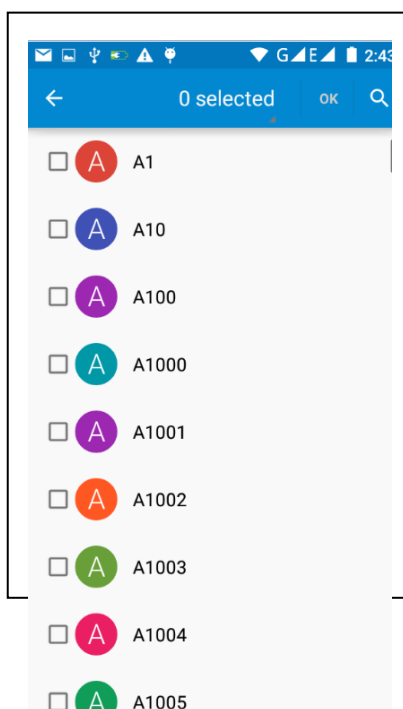 G E 2:43
0 selected OK
A A1
A A10
A A100
A A1000
A A1001
A A1002
A A1003
A A1004
A A1005